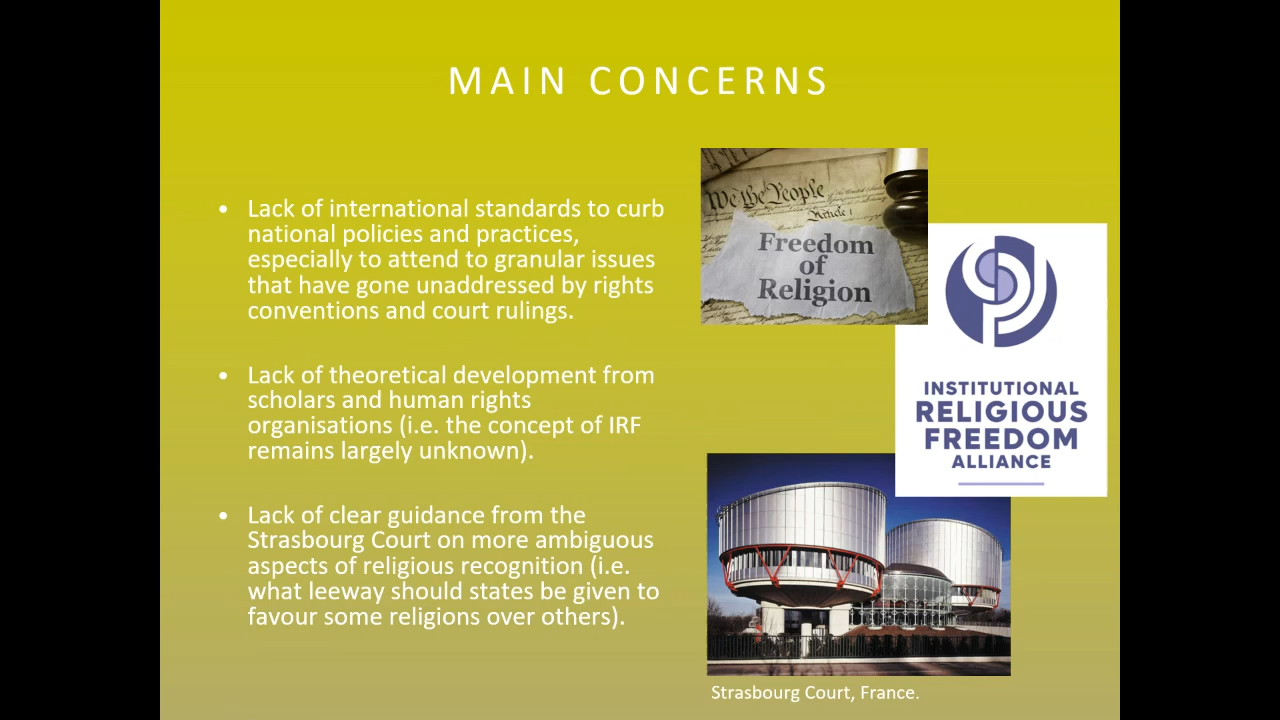 MAIN CONCERNS
• Lack of international standards to curb
national policies and practices,
especially to attend to granular issues
that have gone unaddressed by rights
conventions and court rulings.
• Lack of theoretical development from
scholars and human rights
organisations (i.e. the concept of IRF
remains largely unknown).
• Lack of clear guidance from the
Strasbourg Court on more ambiguous
aspects of religious recognition (i.e.
what leeway should states be given to
favour some religions over others).
We the People
Article 1
Freedom
of
Religion
INSTITUTIONAL
RELIGIOUS
FREEDOM
ALLIANCE
Strasbourg Court, France.